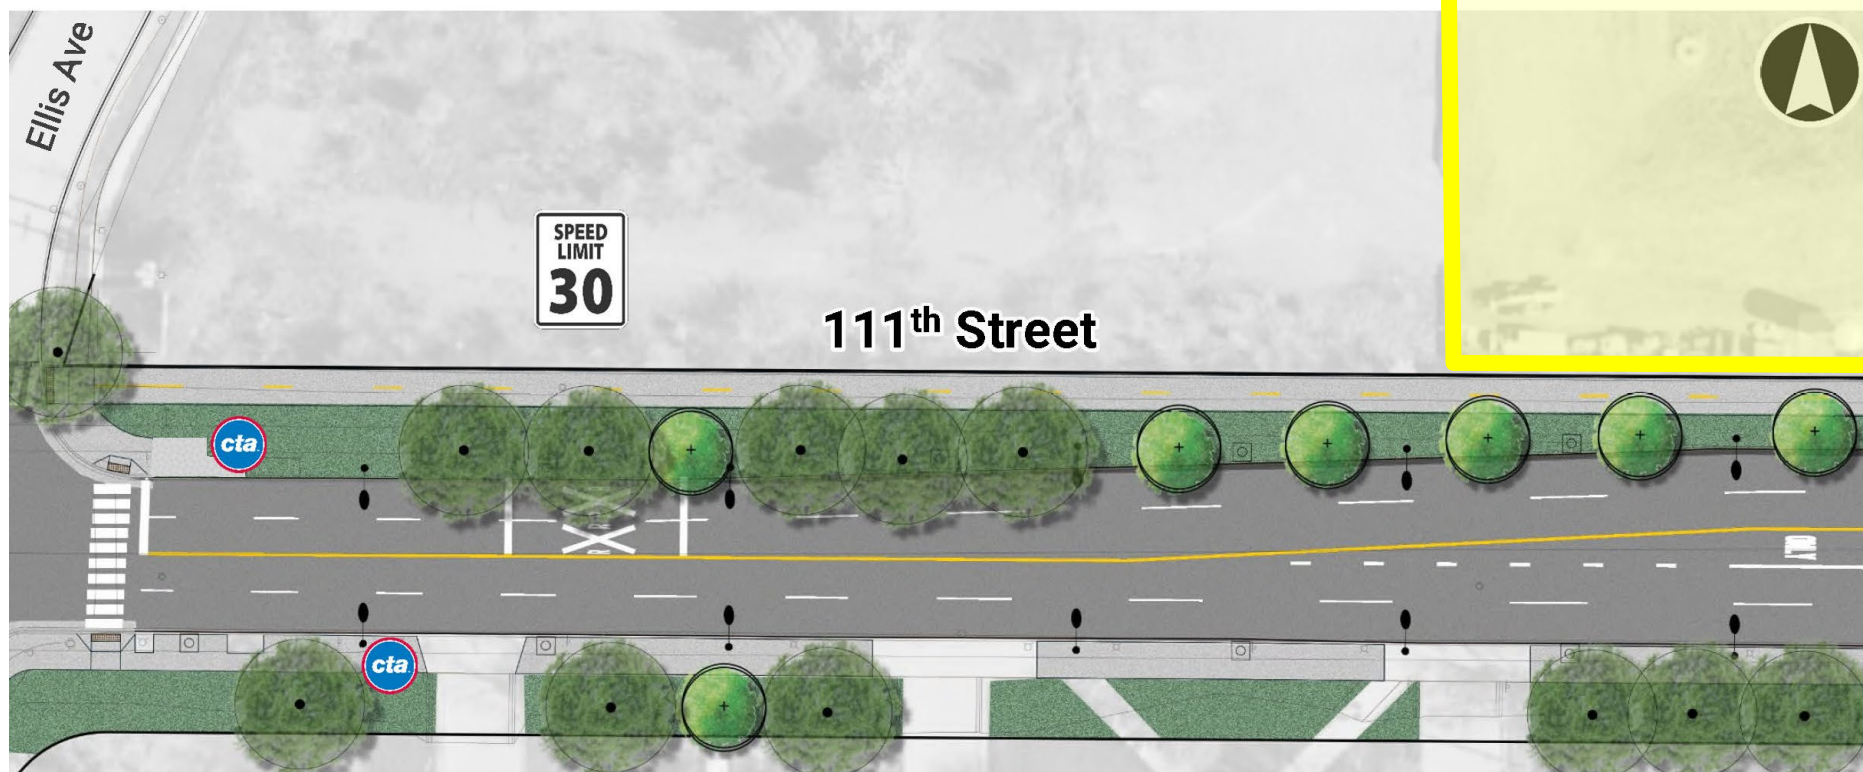 Ellis Ave
SPEED
LIMIT
30
111th Street
cta
cta